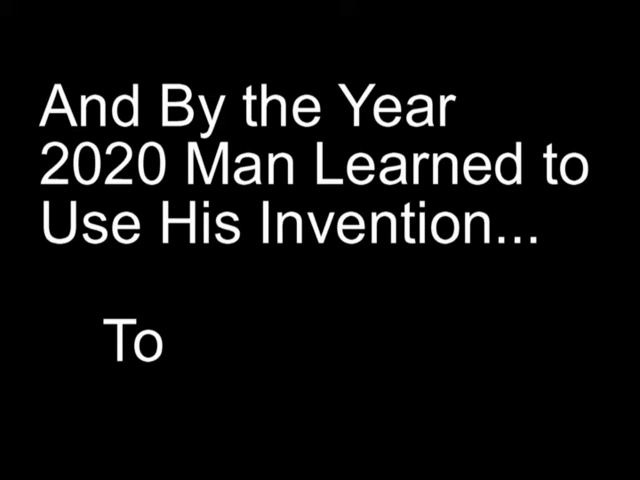 And By the Year
2020 Man Learned to
Use His Invention...
To